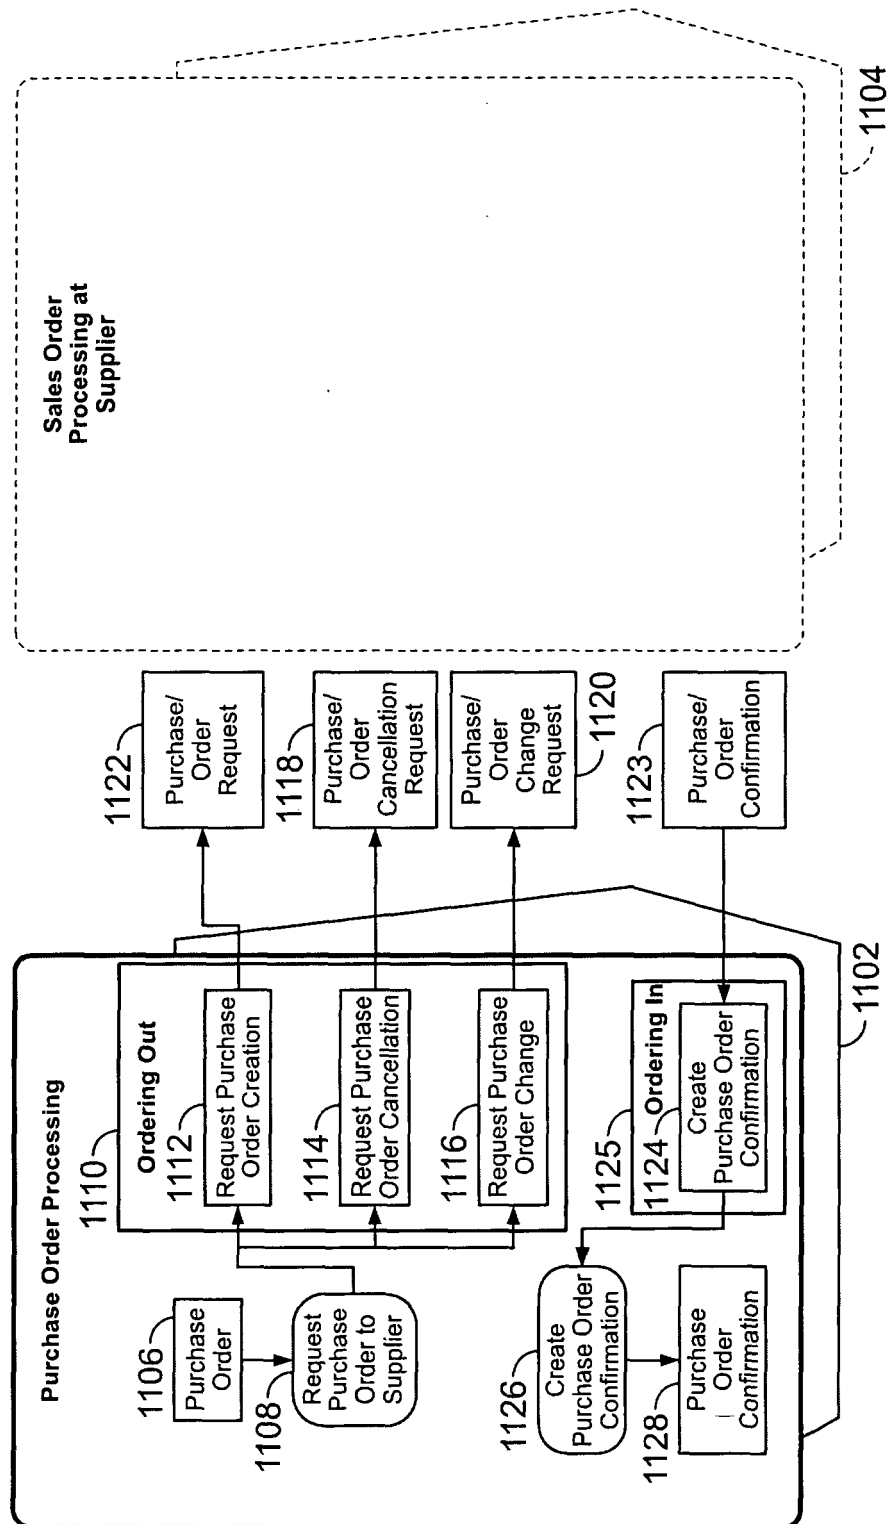 Purchase Order Processing
1106
Purchase
Order
1108
Request
Purchase
Order to
Supplier
1110
Ordering Out
1112
Request Purchase
Order Creation
1114
Request Purchase
Order Cancellation
1116
Request Purchase
Order Change
1122
Purchase/
Order
Request
1118
Purchase/
Order
Cancellation
Request
Purchase/
Order
Change
Request
1120
1123
Purchase/
Order
Confirmation
1125
Ordering In
1124
Create
Purchase Order
Confirmation
1126
Create
Purchase Order
Confirmation
1128
Purchase
Order
Confirmation
1102
Sales Order
Processing at
Supplier
1104